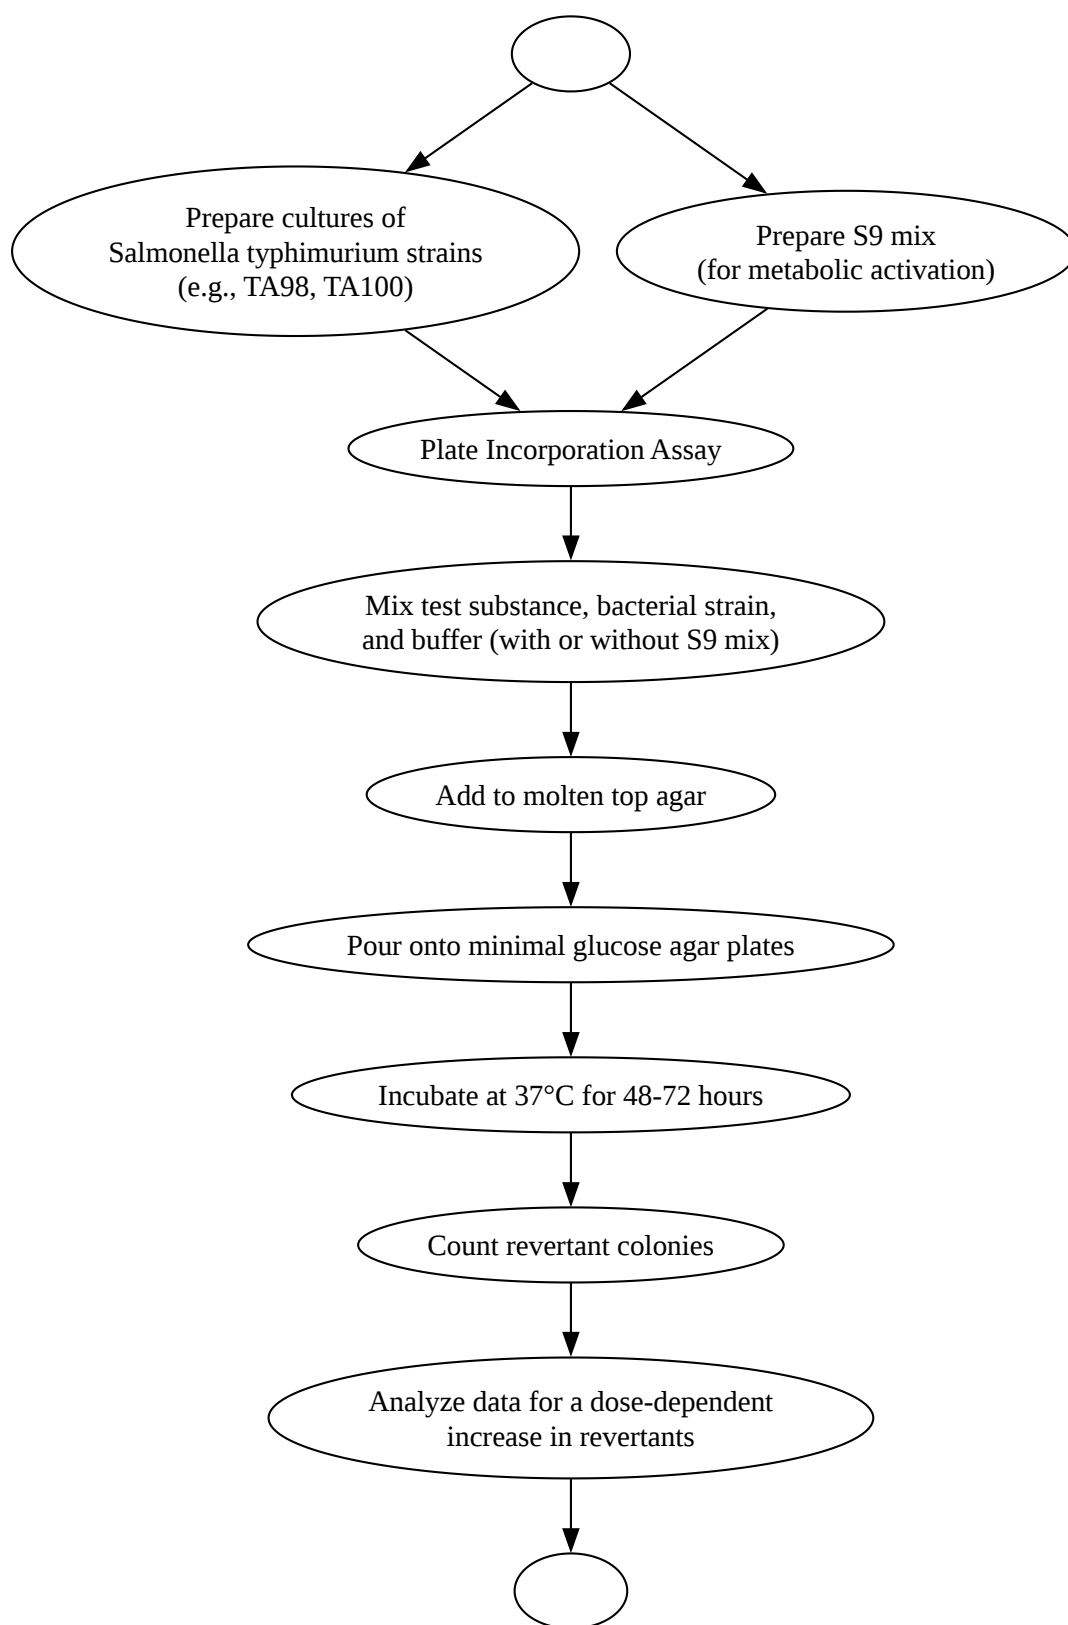 Prepare cultures of
Salmonella typhimurium strains
(e.g., TA98, TA100)
Prepare S9 mix
(for metabolic activation)
Plate Incorporation Assay
Mix test substance, bacterial strain,
and buffer (with or without S9 mix)
Add to molten top agar
Pour onto minimal glucose agar plates
Incubate at 37°C for 48-72 hours
Count revertant colonies
Analyze data for a dose-dependent
increase in revertants